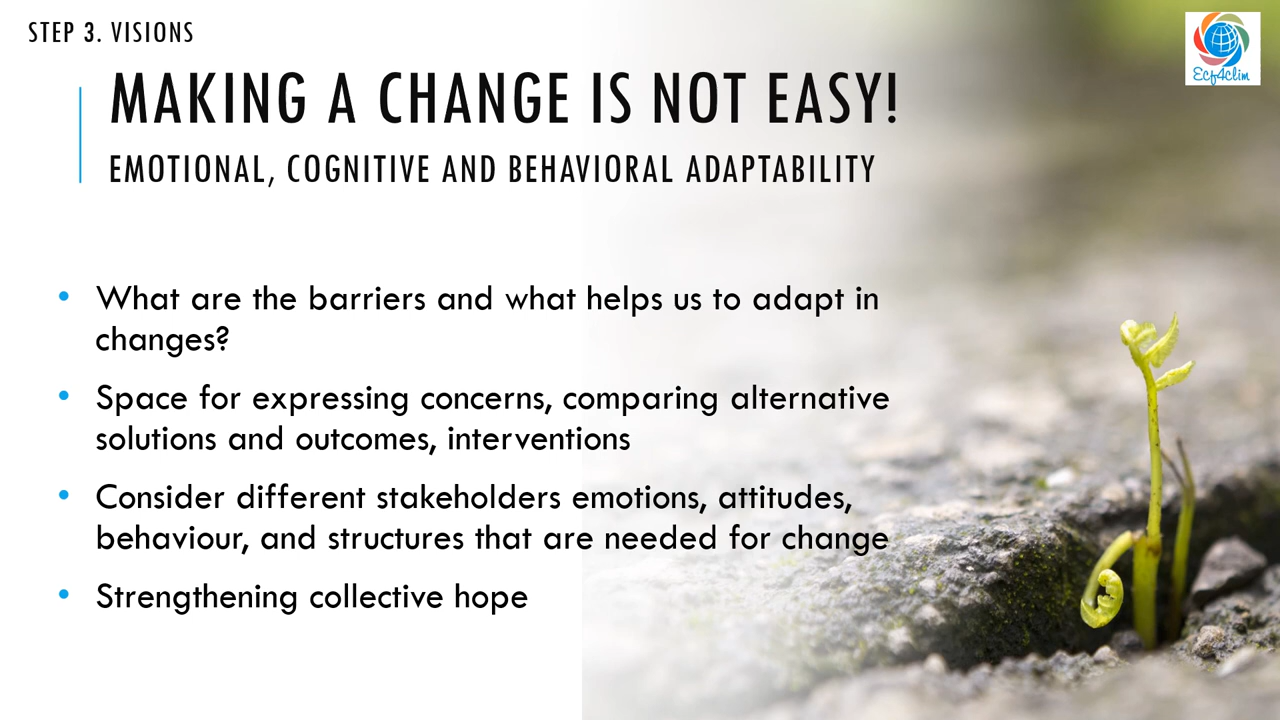 STEP 3. VISIONS
Ecf4clim
MAKING A CHANGE IS NOT EASY!
EMOTIONAL, COGNITIVE AND BEHAVIORAL ADAPTABILITY
• What are the barriers and what helps us to adapt in
changes?
• Space for expressing concerns, comparing alternative
solutions and outcomes, interventions
• Consider different stakeholders emotions, attitudes,
behaviour, and structures that are needed for change
• Strengthening collective hope